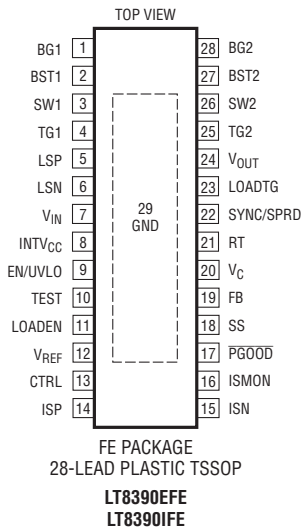 TOP VIEW
BG1 1 28 BG2
BST1 2 27 BST2
SW1 3 26 SW2
TG1 4 25 TG2
LSP 5 24 VOUT
LSN 6 23 LOADTG
VIN 7 22 SYNC/SPRD
29
GND
INTVCC 8 21 RT
EN/UVLO 9 20 VC
TEST 10 19 FB
LOADEN 11 18 SS
VREF 12 17 PGOOD
CTRL 13 16 ISMON
ISP 14 15 ISN
FE PACKAGE
28-LEAD PLASTIC TSSOP
LT8390EFE
LT8390IFE